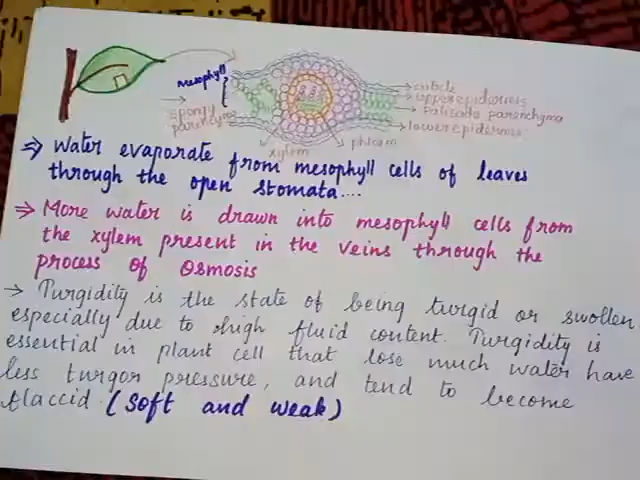 Mesophyll
cuticle
upper epidermis
Palisade parenchyma
spongy
parenchyma
lower epidermis
xylem
phloem
⇒ Water evaporate from mesophyll cells of leaves
through the open stomata...
⇒ More water is drawn into mesophyll cells from
the xylem present in the veins through the
process of Osmosis
→ Turgidity is the state of being turgid or swollen,
especially due to high fluid content. Turgidity is
essential in plant cell that lose much water have
less turgor pressure, and tend to become
flaccid. (Soft and weak)